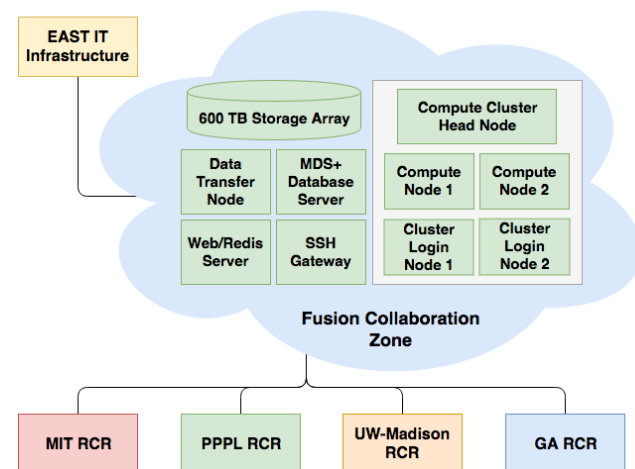 EAST IT
Infrastructure
600 TB Storage Array
Compute Cluster
Head Node
Data
Transfer
Node
MDS+
Database
Server
Compute
Node 1
Compute
Node 2
Web/Redis
Server
SSH
Gateway
Cluster
Login
Node 1
Cluster
Login
Node 2
Fusion Collaboration
Zone
MIT RCR
PPPL RCR
UW-Madison
RCR
GA RCR